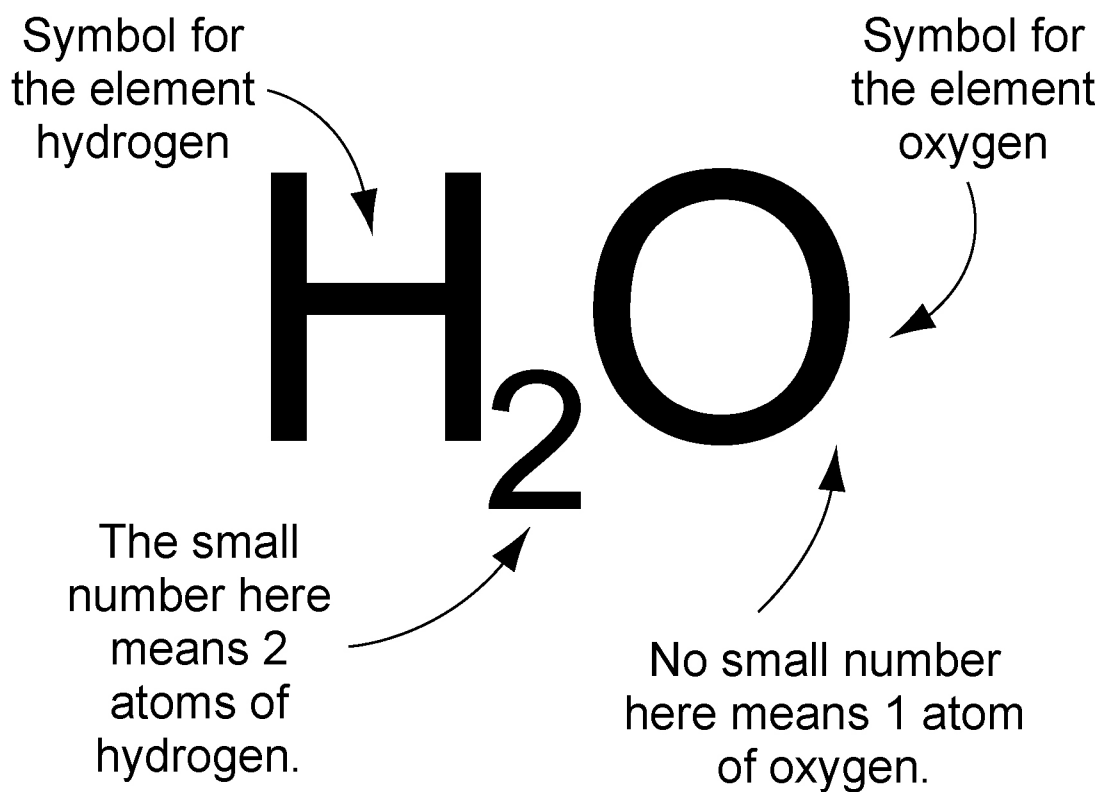 Symbol for
the element
hydrogen
Symbol for
the element
oxygen
H₂O
The small
number here
means 2
atoms of
hydrogen.
No small number
here means 1 atom
of oxygen.